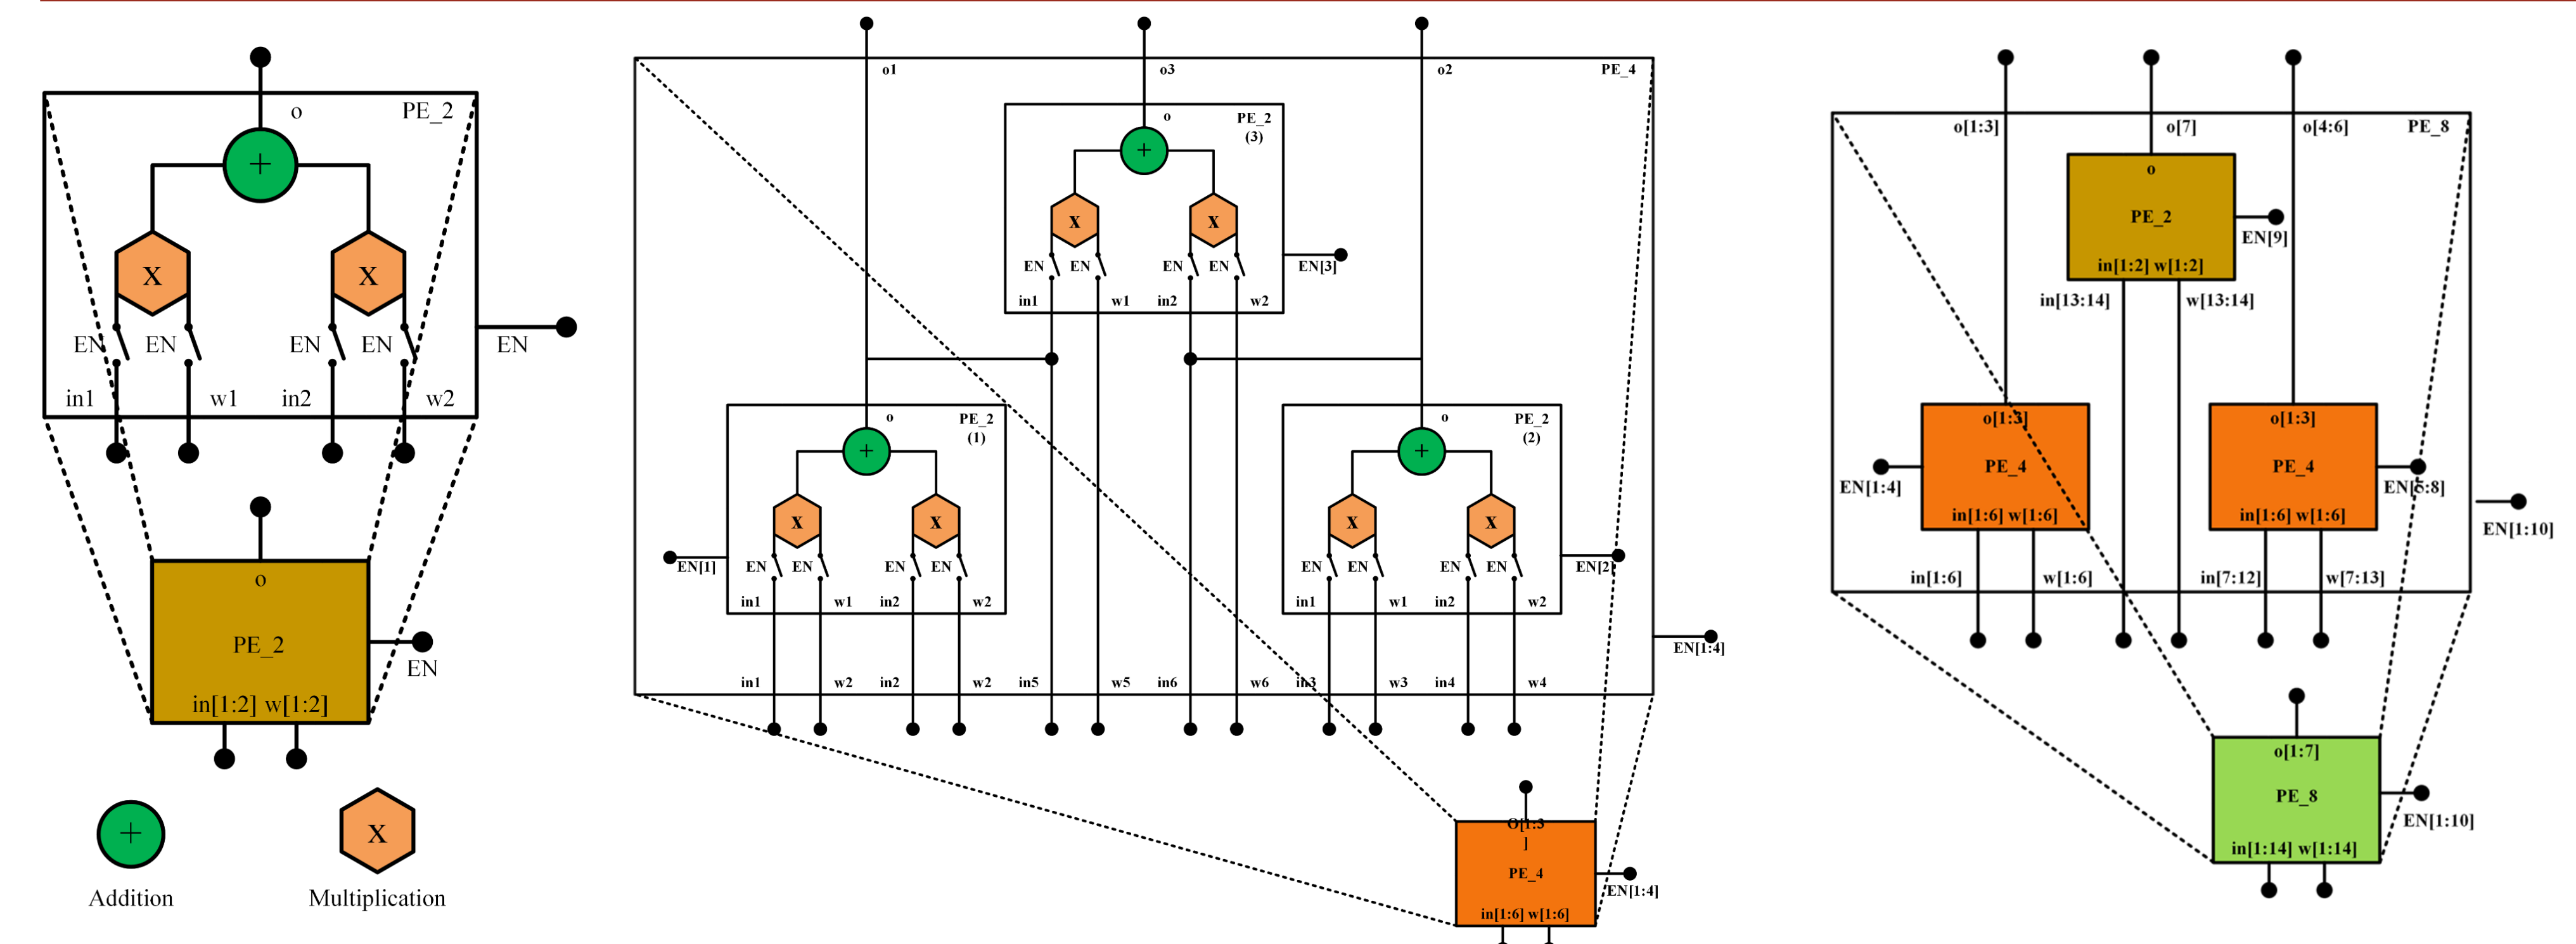 o
PE_2
+
X
X
EN
EN
EN
EN
EN
in1
w1
in2
w2
o
PE_2
EN
in[1:2] w[1:2]
+
X
Addition
Multiplication
o1
o3
o2
PE_4
o
PE_2
(3)
+
X
X
EN
EN
EN
EN
EN[3]
in1
w1
in2
w2
o
PE_2
(1)
+
X
X
EN[1]
EN
EN
EN
EN
in1
w1
in2
w2
o
PE_2
(2)
+
X
X
EN
EN
EN
EN
EN[2]
in1
w1
in2
w2
EN[1:4]
in1
w2
in2
w2
in5
w5
in6
w6
in3
w3
in4
w4
O[1:3
]
PE_4
EN[1:4]
in[1:6] w[1:6]
o[1:3]
o[7]
o[4:6]
PE_8
o
PE_2
EN[9]
in[1:2] w[1:2]
in[13:14]
w[13:14]
o[1:3]
PE_4
EN[1:4]
in[1:6] w[1:6]
o[1:3]
PE_4
EN[5:8]
in[1:6] w[1:6]
EN[1:10]
in[1:6]
w[1:6]
in[7:12]
w[7:13]
o[1:7]
PE_8
EN[1:10]
in[1:14] w[1:14]